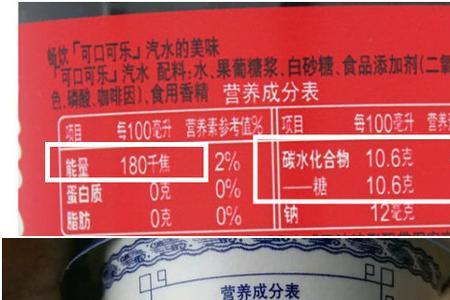 畅饮「可口可乐」汽水的美味
「可口可乐」汽水 配料:水、果葡糖浆、白砂糖、食品添加剂(二氧
色、磷酸、咖啡因)、食用香精 营养成分表
项目 每100毫升 营养素参考值% 项目 每100毫升 营养
能量 180千焦 2% 碳水化合物 10.6克
蛋白质 0克 0% ——糖 10.6克
脂肪 0克 0% 钠 12毫克
营养成分表